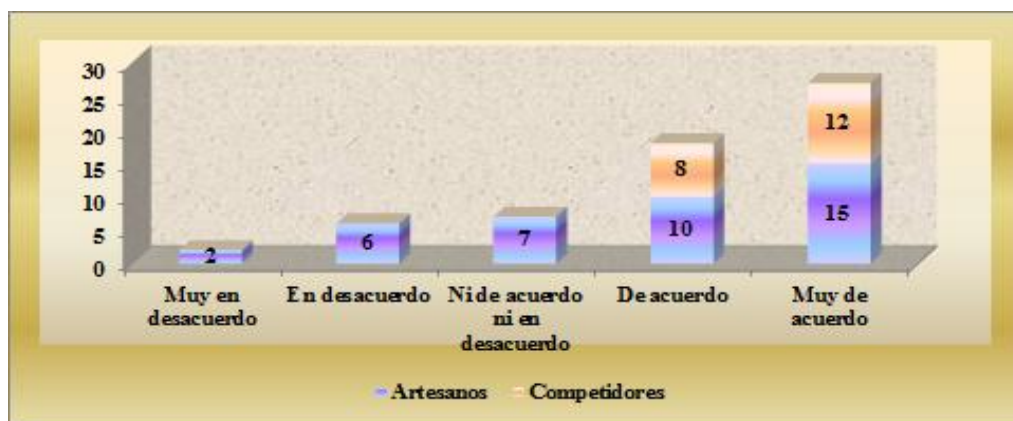 30
25
20
15
10
5
0
2
6
7
10
8
15
12
Muy en
desacuerdo
En desacuerdo
Ni de acuerdo
ni en
desacuerdo
De acuerdo
Muy de
acuerdo
Artesanos
Competidores